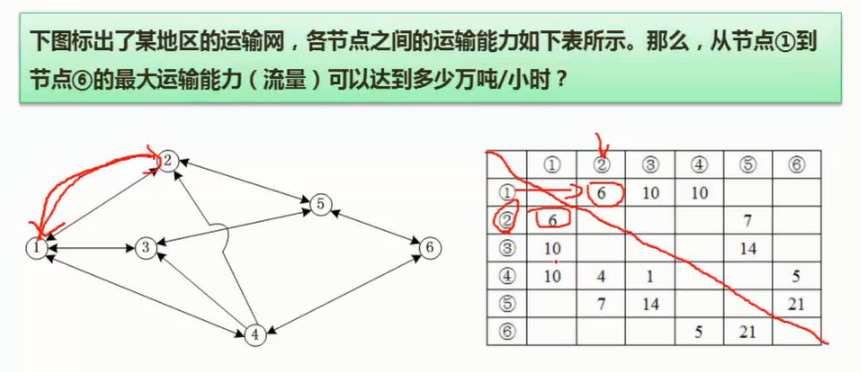 下图标出了某地区的运输网，各节点之间的运输能力如下表所示。那么，从节点①到
节点⑥的最大运输能力（流量）可以达到多少万吨/小时？
2
5
1
3
6
4
① ② ③ ④ ⑤ ⑥
① 6 10 10
② 6 7
③ 10 14
④ 10 4 1 5
⑤ 7 14 21
⑥ 5 21